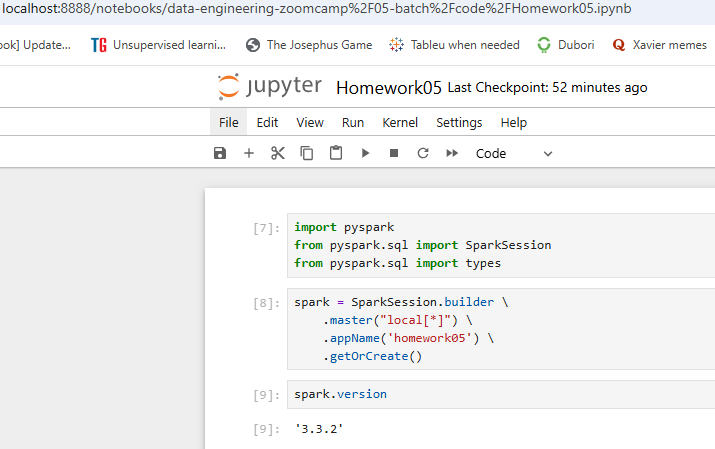 localhost:8888/notebooks/data-engineering-zoomcamp%2F05-batch%2Fcode%2FHomework05.ipynb
ook] Update... TG Unsupervised learni... The Josephus Game Tableu when needed Dubori Q Xavier memes
jupyter Homework05 Last Checkpoint: 52 minutes ago
File Edit View Run Kernel Settings Help
Code
[7]: import pyspark
from pyspark.sql import SparkSession
from pyspark.sql import types
[8]: spark = SparkSession.builder \
.master("local[*]") \
.appName('homework05') \
.getOrCreate()
[9]: spark.version
[9]: '3.3.2'